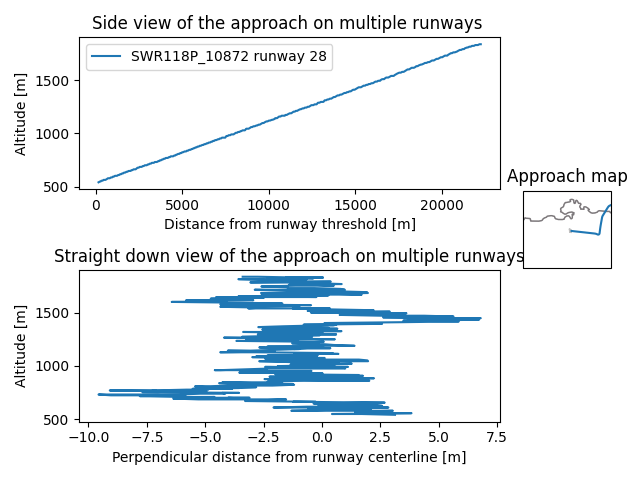 Side view of the approach on multiple runways
SWR118P_10872 runway 28
Altitude [m]
1500
1000
500
0
5000
10000
15000
20000
Distance from runway threshold [m]
Approach map
Straight down view of the approach on multiple runways
Altitude [m]
1500
1000
500
−10.0
−7.5
−5.0
−2.5
0.0
2.5
5.0
7.5
Perpendicular distance from runway centerline [m]